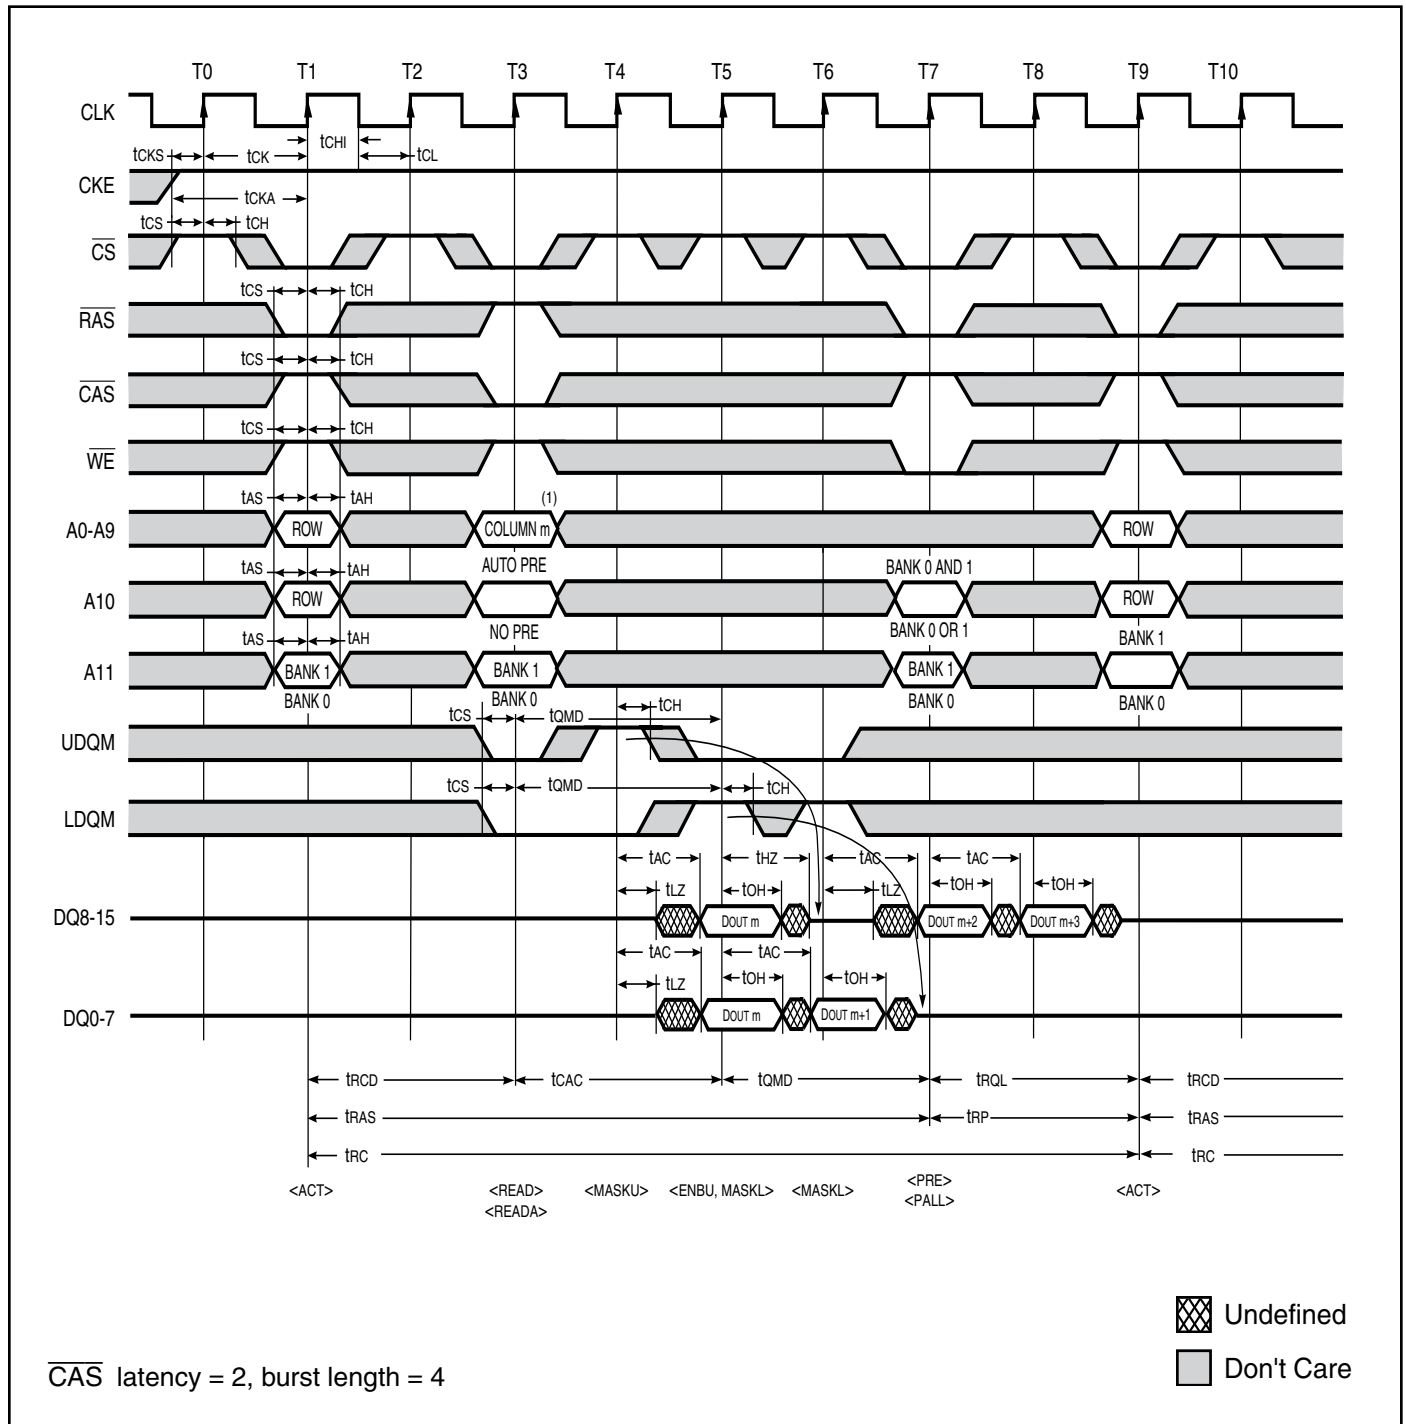 T0 T1 T2 T3 T4 T5 T6 T7 T8 T9 T10
CLK
tCHI
tCKS tCK tCL
CKE
tCKA
tCS tCH
CS
tCS tCH
RAS
tCS tCH
CAS
tCS tCH
WE
tAS tAH (1)
A0-A9 ROW COLUMN m ROW
tAS tAH AUTO PRE BANK 0 AND 1
A10 ROW ROW
tAS tAH NO PRE BANK 0 OR 1 BANK 1
A11 BANK 1 BANK 1 BANK 1
BANK 0 BANK 0 BANK 0 BANK 0
tCS tQMD tCH
UDQM
tCS tQMD tCH
LDQM
tAC tHZ tAC tAC
tLZ tOH tLZ tOH tOH
DQ8-15 DOUT m DOUT m+2 DOUT m+3
tAC tAC
tLZ tOH tOH
DQ0-7 DOUT m DOUT m+1
tRCD tCAC tQMD tRQL tRCD
tRAS tRP tRAS
tRC tRC
<ACT> <READ> <MASKU> <ENBU, MASKL> <MASKL> <PRE> <ACT>
<READA> <PALL>
Undefined
Don't Care
CAS latency = 2, burst length = 4